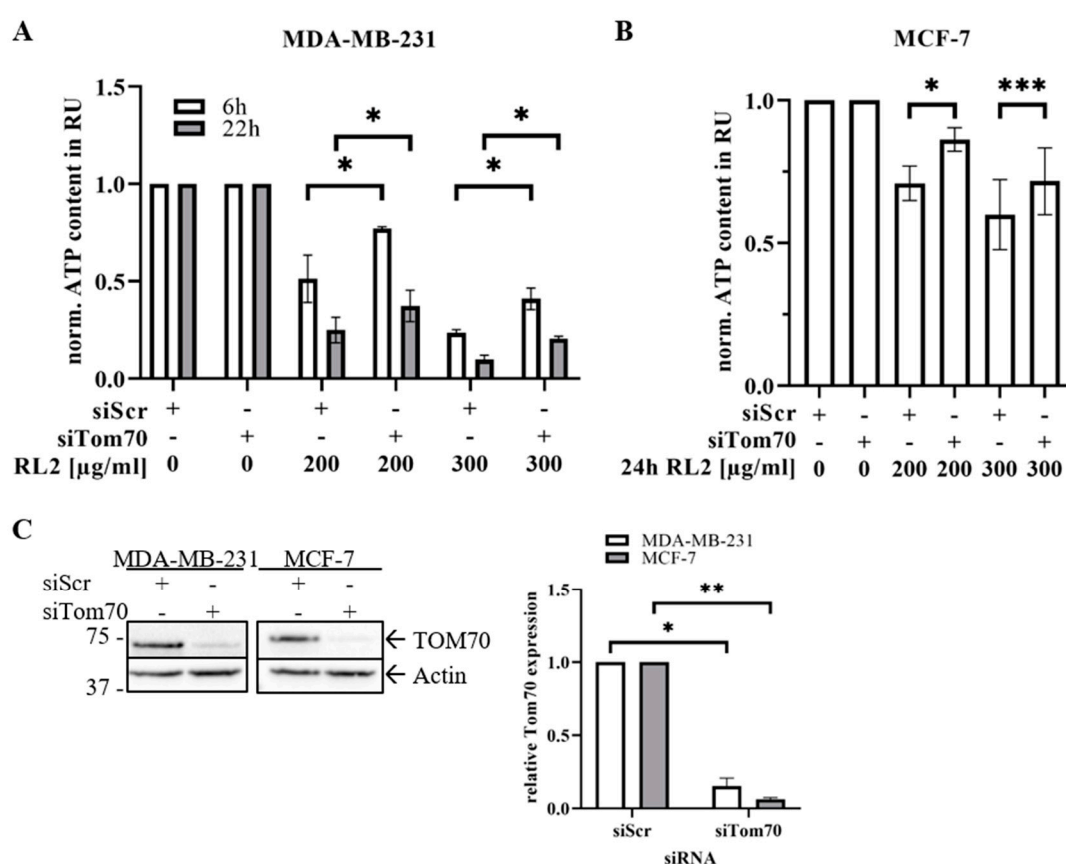 A
MDA-MB-231
norm. ATP content in RU
1.5
1.0
0.5
0.0
6h
22h
* *
* *
siScr + - + - + -
siTom70 - + - + - +
RL2 [µg/ml] 0 0 200 200 300 300
B
MCF-7
norm. ATP content in RU
1.0
0.5
0.0
* ***
siScr + - + - + -
siTom70 - + - + - +
24h RL2 [µg/ml] 0 0 200 200 300 300
C
MDA-MB-231 MCF-7
siScr + - + -
siTom70 - + - +
75 - ← TOM70
37 - ← Actin
MDA-MB-231
MCF-7
relative Tom70 expression
1.5
1.0
0.5
0.0
**
*
siScr siTom70
siRNA